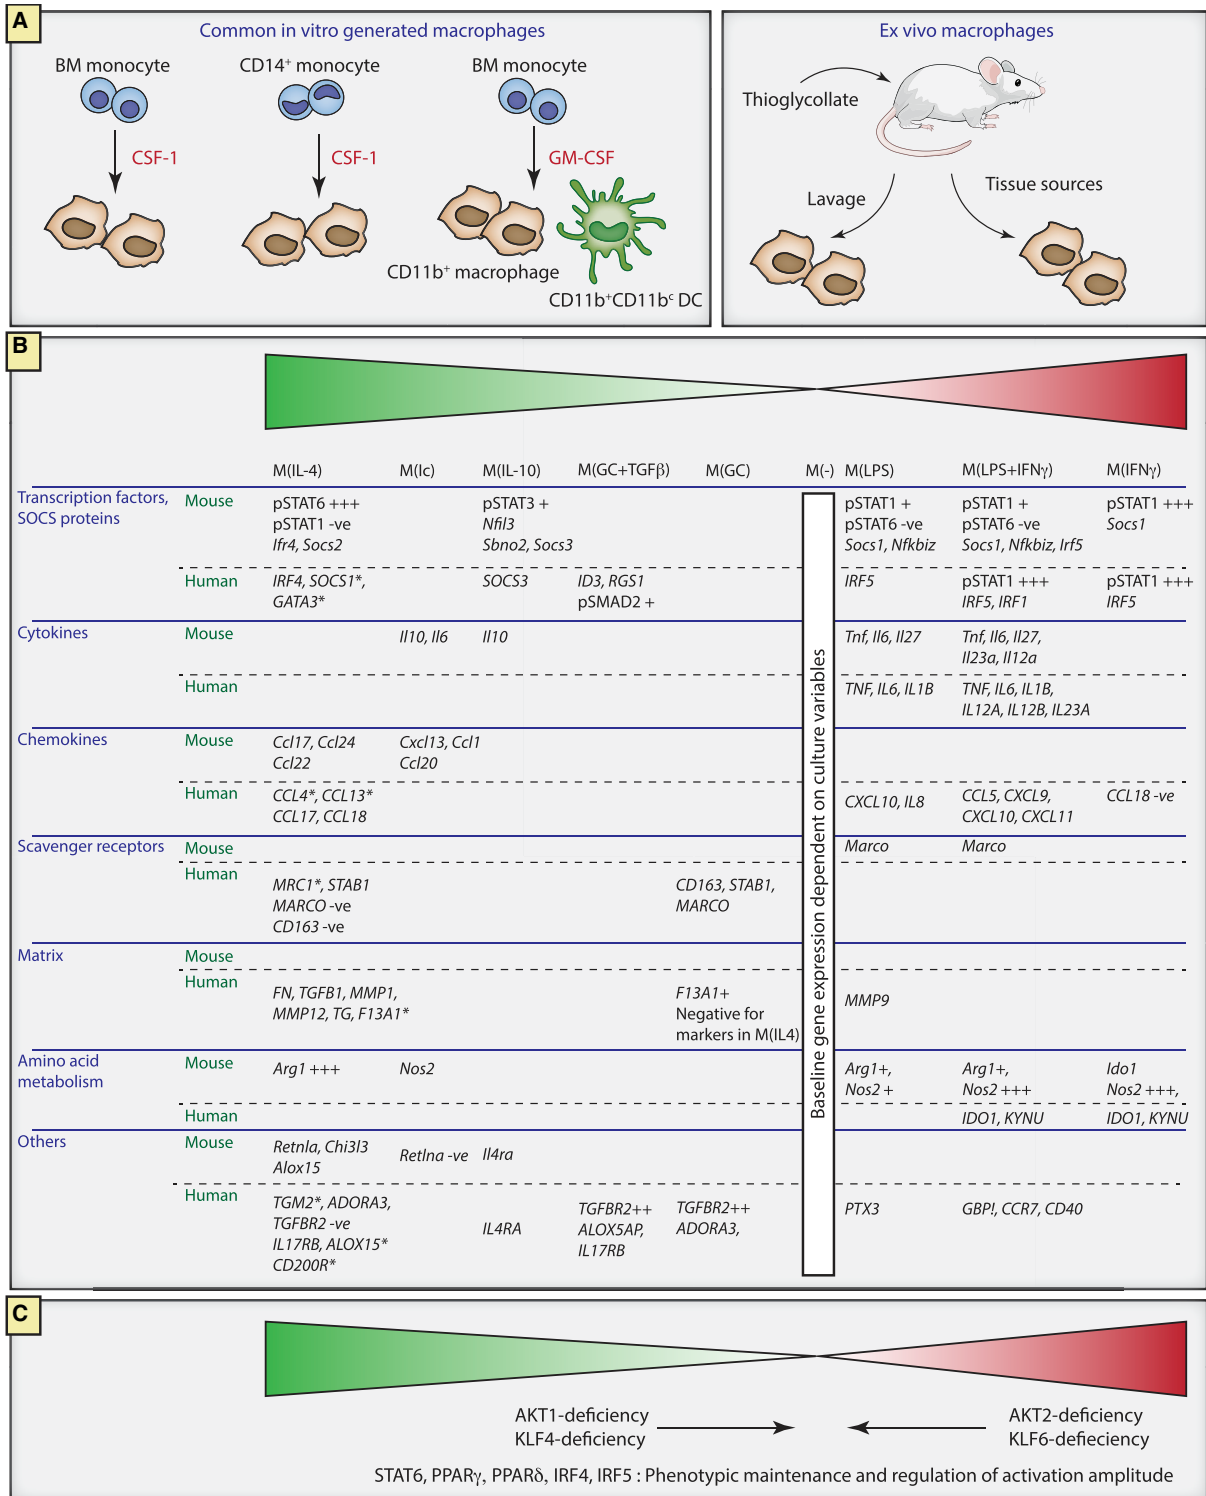 A
Common in vitro generated macrophages
BM monocyte
CD14+ monocyte
BM monocyte
CSF-1
CSF-1
GM-CSF
CD11b+ macrophage
CD11b+CD11bc DC
Ex vivo macrophages
Thioglycollate
Lavage
Tissue sources
B
M(IL-4) M(Ic) M(IL-10) M(GC+TGFβ) M(GC) M(-) M(LPS) M(LPS+IFNγ) M(IFNγ)
Baseline gene expression dependent on culture variables
Transcription factors,
SOCS proteins
Mouse
pSTAT6 +++
pSTAT1 -ve
Ifr4, Socs2
pSTAT3 +
Nfil3
Sbno2, Socs3
pSTAT1 +
pSTAT6 -ve
Socs1, Nfkbiz
pSTAT1 +
pSTAT6 -ve
Socs1, Nfkbiz, Irf5
pSTAT1 +++
Socs1
Human
IRF4, SOCS1*,
GATA3*
SOCS3
ID3, RGS1
pSMAD2 +
IRF5
pSTAT1 +++
IRF5, IRF1
pSTAT1 +++
IRF5
Cytokines
Mouse
Il10, Il6
Il10
Tnf, Il6, Il27
Tnf, Il6, Il27,
Il23a, Il12a
Human
TNF, IL6, IL1B
TNF, IL6, IL1B,
IL12A, IL12B, IL23A
Chemokines
Mouse
Ccl17, Ccl24
Ccl22
Cxcl13, Ccl1
Ccl20
Human
CCL4*, CCL13*
CCL17, CCL18
CXCL10, IL8
CCL5, CXCL9,
CXCL10, CXCL11
CCL18 -ve
Scavenger receptors
Mouse
Marco
Marco
Human
MRC1*, STAB1
MARCO -ve
CD163 -ve
CD163, STAB1,
MARCO
Matrix
Mouse
Human
FN, TGFB1, MMP1,
MMP12, TG, F13A1*
F13A1+
Negative for
markers in M(IL4)
MMP9
Amino acid
metabolism
Mouse
Arg1 +++
Nos2
Arg1+,
Nos2 +
Arg1+,
Nos2 +++
Ido1
Nos2 +++,
Human
IDO1, KYNU
IDO1, KYNU
Others
Mouse
Retnla, Chi3l3
Alox15
Retlna -ve
Il4ra
Human
TGM2*, ADORA3,
TGFBR2 -ve
IL17RB, ALOX15*
CD200R*
IL4RA
TGFBR2++
ALOX5AP,
IL17RB
TGFBR2++
ADORA3,
PTX3
GBP!, CCR7, CD40
C
AKT1-deficiency
KLF4-deficiency
AKT2-deficiency
KLF6-defieciency
STAT6, PPARγ, PPARδ, IRF4, IRF5 : Phenotypic maintenance and regulation of activation amplitude